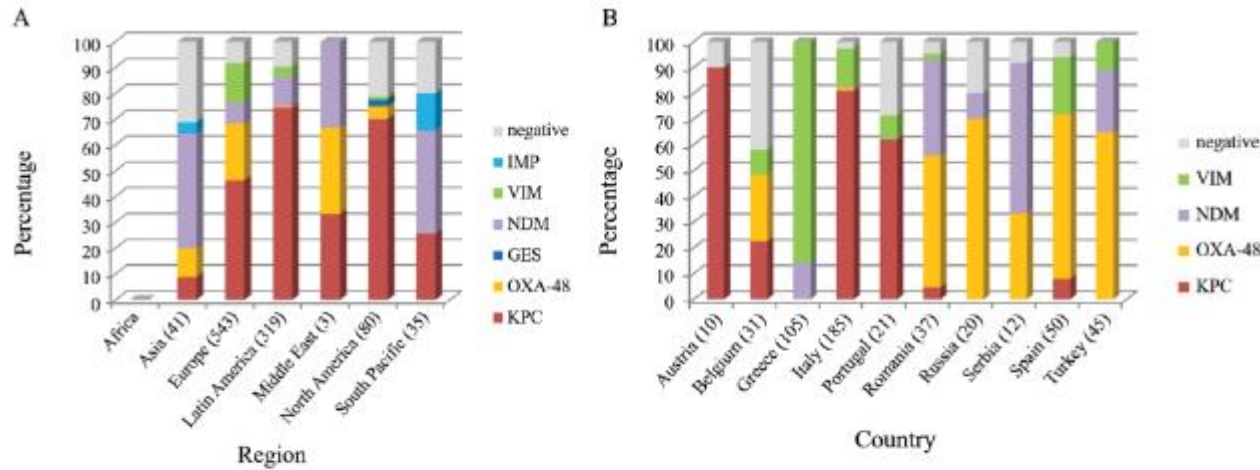 A
Percentage
100
90
80
70
60
50
40
30
20
10
0
Africa
Asia (41)
Europe (543)
Latin America (319)
Middle East (3)
North America (80)
South Pacific (35)
Region
negative
IMP
VIM
NDM
GES
OXA-48
KPC
B
Percentage
100
90
80
70
60
50
40
30
20
10
0
Austria (10)
Belgium (31)
Greece (105)
Italy (185)
Portugal (21)
Romania (37)
Russia (20)
Serbia (12)
Spain (50)
Turkey (45)
Country
negative
VIM
NDM
OXA-48
KPC